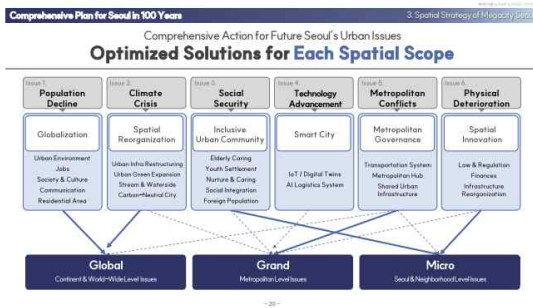 Comprehensive Plan for Seoul in 100 Years
3. Spatial Strategy of Megacity Seoul
Comprehensive Action for Future Seoul's Urban Issues
Optimized Solutions for Each Spatial Scope
Issue 1.
Population
Decline
Globalization
Urban Environment
Jobs
Society & Culture
Communication
Residential Area
Issue 2.
Climate
Crisis
Spatial
Reorganization
Urban Infra Restructuring
Urban Green Expansion
Stream & Waterside
Carbon-Neutral City
Issue 3.
Social
Security
Inclusive
Urban Community
Elderly Caring
Youth Settlement
Nurture & Caring
Social Integration
Foreign Population
Issue 4.
Technology
Advancement
Smart City
IoT / Digital Twins
AI Logistics System
Issue 5.
Metropolitan
Conflicts
Metropolitan
Governance
Transportation System
Metropolitan Hub
Shared Urban
Infrastructure
Issue 6.
Physical
Deterioration
Spatial
Innovation
Law & Regulation
Finances
Infrastructure
Reorganization
Global
Continent & World-Wide Level Issues
Grand
Metropolitan Level Issues
Micro
Seoul & Neighborhood Level Issues
- 20 -